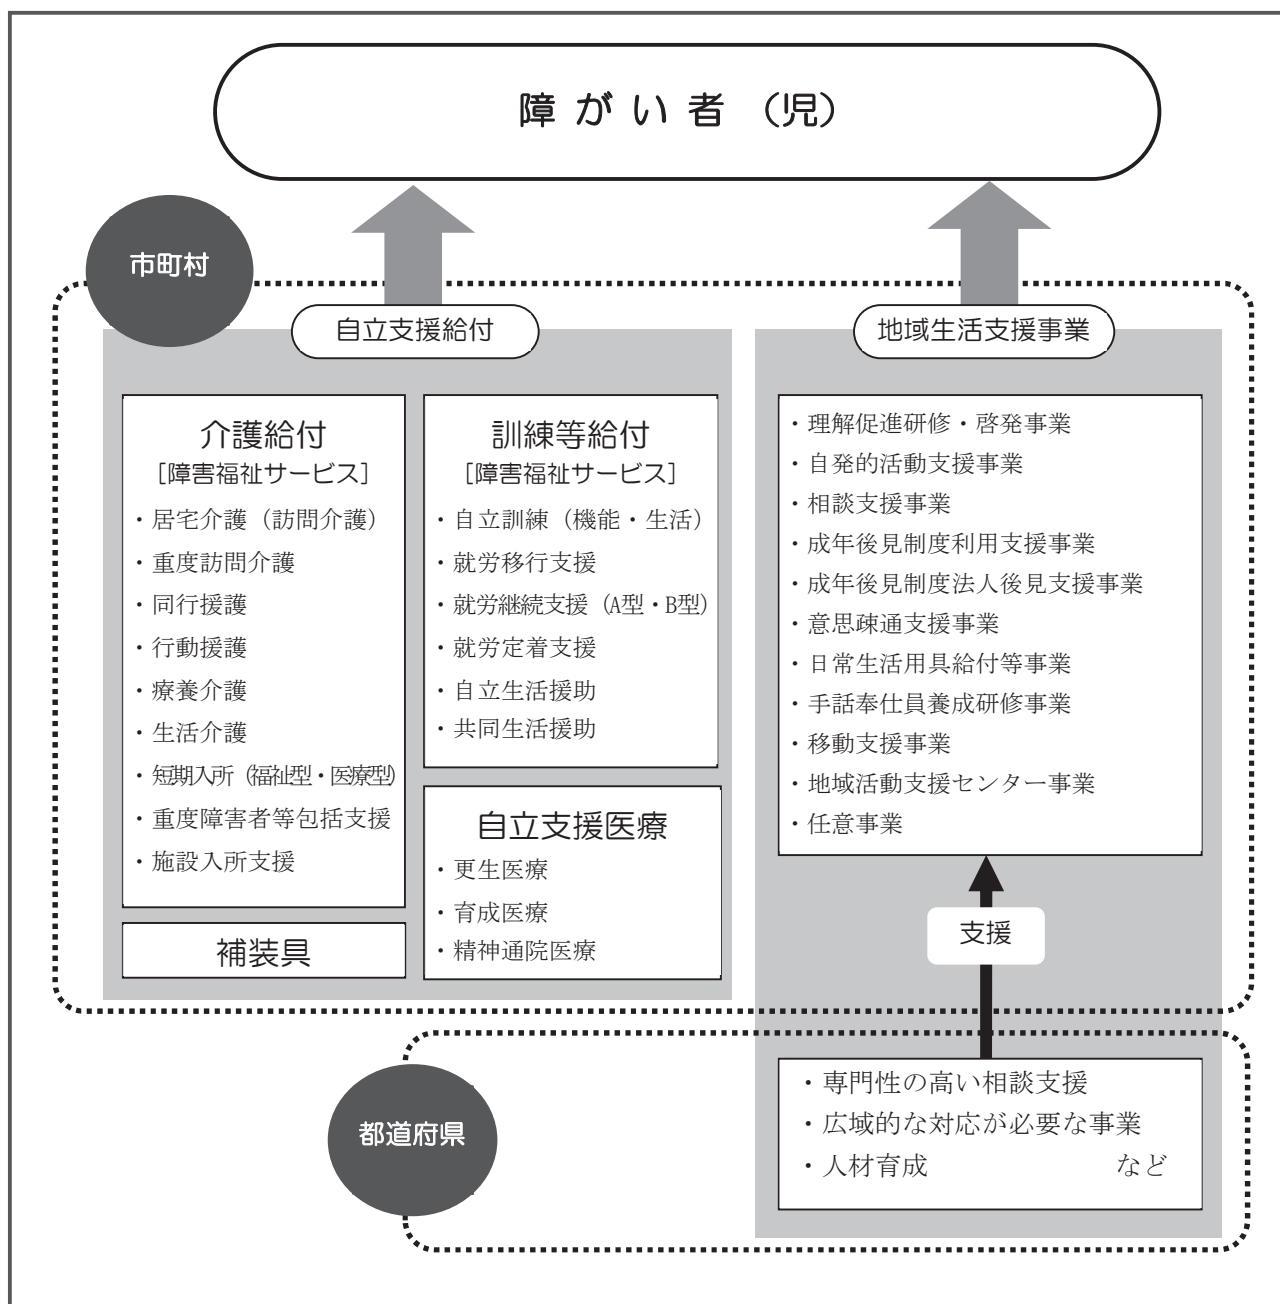 障がい者（児）
市町村
自立支援給付
介護給付
［障害福祉サービス］
・居宅介護（訪問介護）
・重度訪問介護
・同行援護
・行動援護
・療養介護
・生活介護
・短期入所（福祉型・医療型）
・重度障害者等包括支援
・施設入所支援
補装具
訓練等給付
［障害福祉サービス］
・自立訓練（機能・生活）
・就労移行支援
・就労継続支援（A型・B型）
・就労定着支援
・自立生活援助
・共同生活援助
自立支援医療
・更生医療
・育成医療
・精神通院医療
地域生活支援事業
・理解促進研修・啓発事業
・自発的活動支援事業
・相談支援事業
・成年後見制度利用支援事業
・成年後見制度法人後見支援事業
・意思疎通支援事業
・日常生活用具給付等事業
・手話奉仕員養成研修事業
・移動支援事業
・地域活動支援センター事業
・任意事業
支援
都道府県
・専門性の高い相談支援
・広域的な対応が必要な事業
・人材育成　　　　　　　など